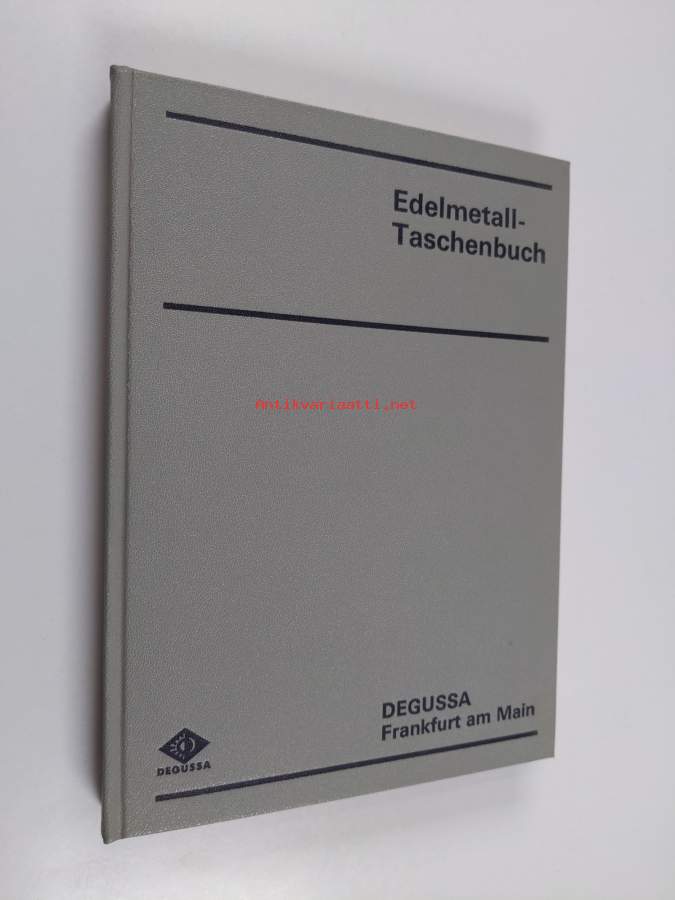 Edelmetall-
Taschenbuch
Antikvariaatti.net
DEGUSSA
Frankfurt am Main
DEGUSSA